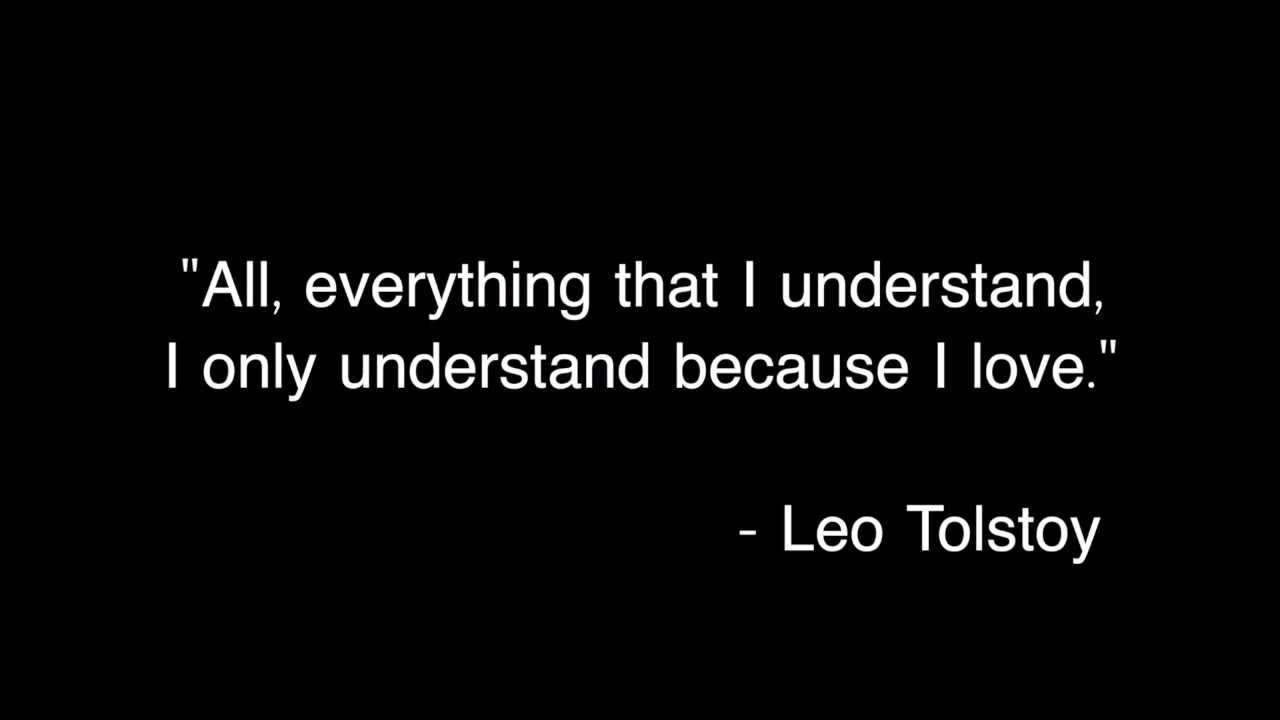 "All, everything that I understand,
I only understand because I love."
- Leo Tolstoy